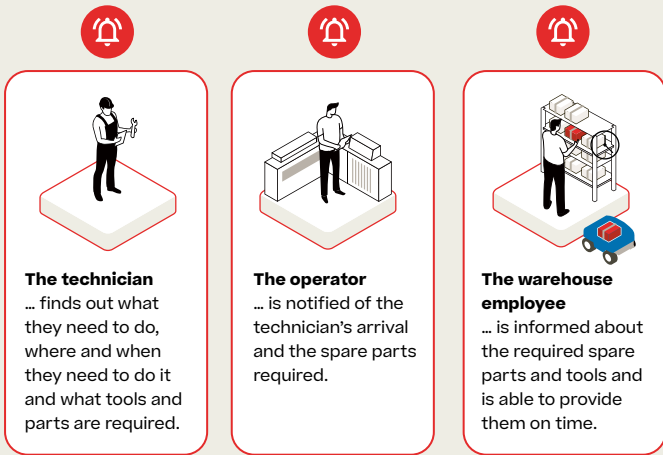 The technician
... finds out what
they need to do,
where and when
they need to do it
and what tools and
parts are required.
The operator
... is notified of the
technician's arrival
and the spare parts
required.
The warehouse
employee
... is informed about
the required spare
parts and tools and
is able to provide
them on time.